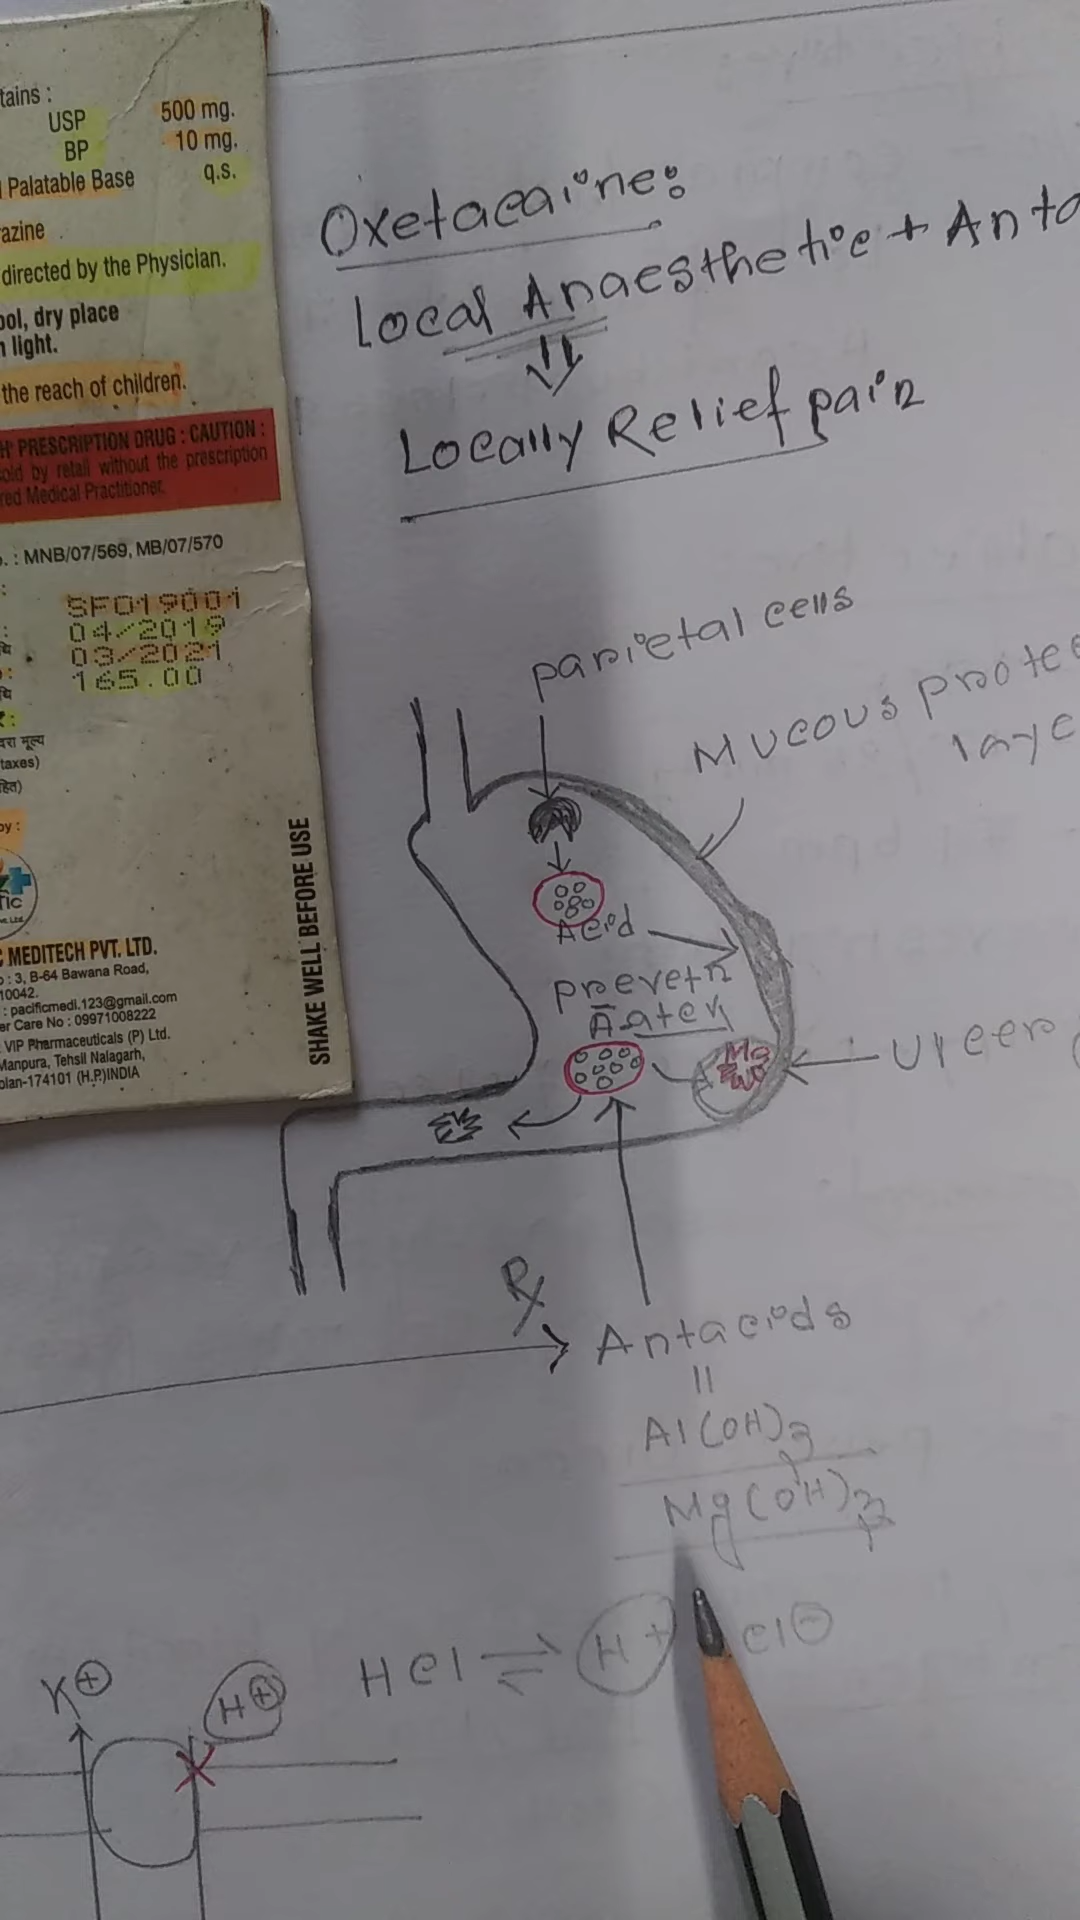 tains :
USP 500 mg.
BP 10 mg.
Palatable Base q.s.
azine
directed by the Physician.
ool, dry place
light.
the reach of children.
PRESCRIPTION DRUG : CAUTION :
sold by retail without the prescription
red Medical Practitioner.
MNB/07/569, MB/07/570
SF019001
04/2019
03/2021
165.00
मूल्य
taxes)
by :
MEDITECH PVT. LTD.
: 3, B-64 Bawana Road,
10042.
: pacificmedi.123@gmail.com
er Care No : 09971008222
VIP Pharmaceuticals (P) Ltd.
Manpura, Tehsil Nalagarh,
olan-174101 (H.P.)INDIA
SHAKE WELL BEFORE USE
Oxetacaine:
Local Anaesthetic + Anta
Locally Relief pain
parietal cells
Mucous protec
laye
Acid
Ulcer
Rx
Antacids
Al(OH)3
Mg(OH)2
HCl ⇌ H+ Cl⊖
K⊕
H⊕